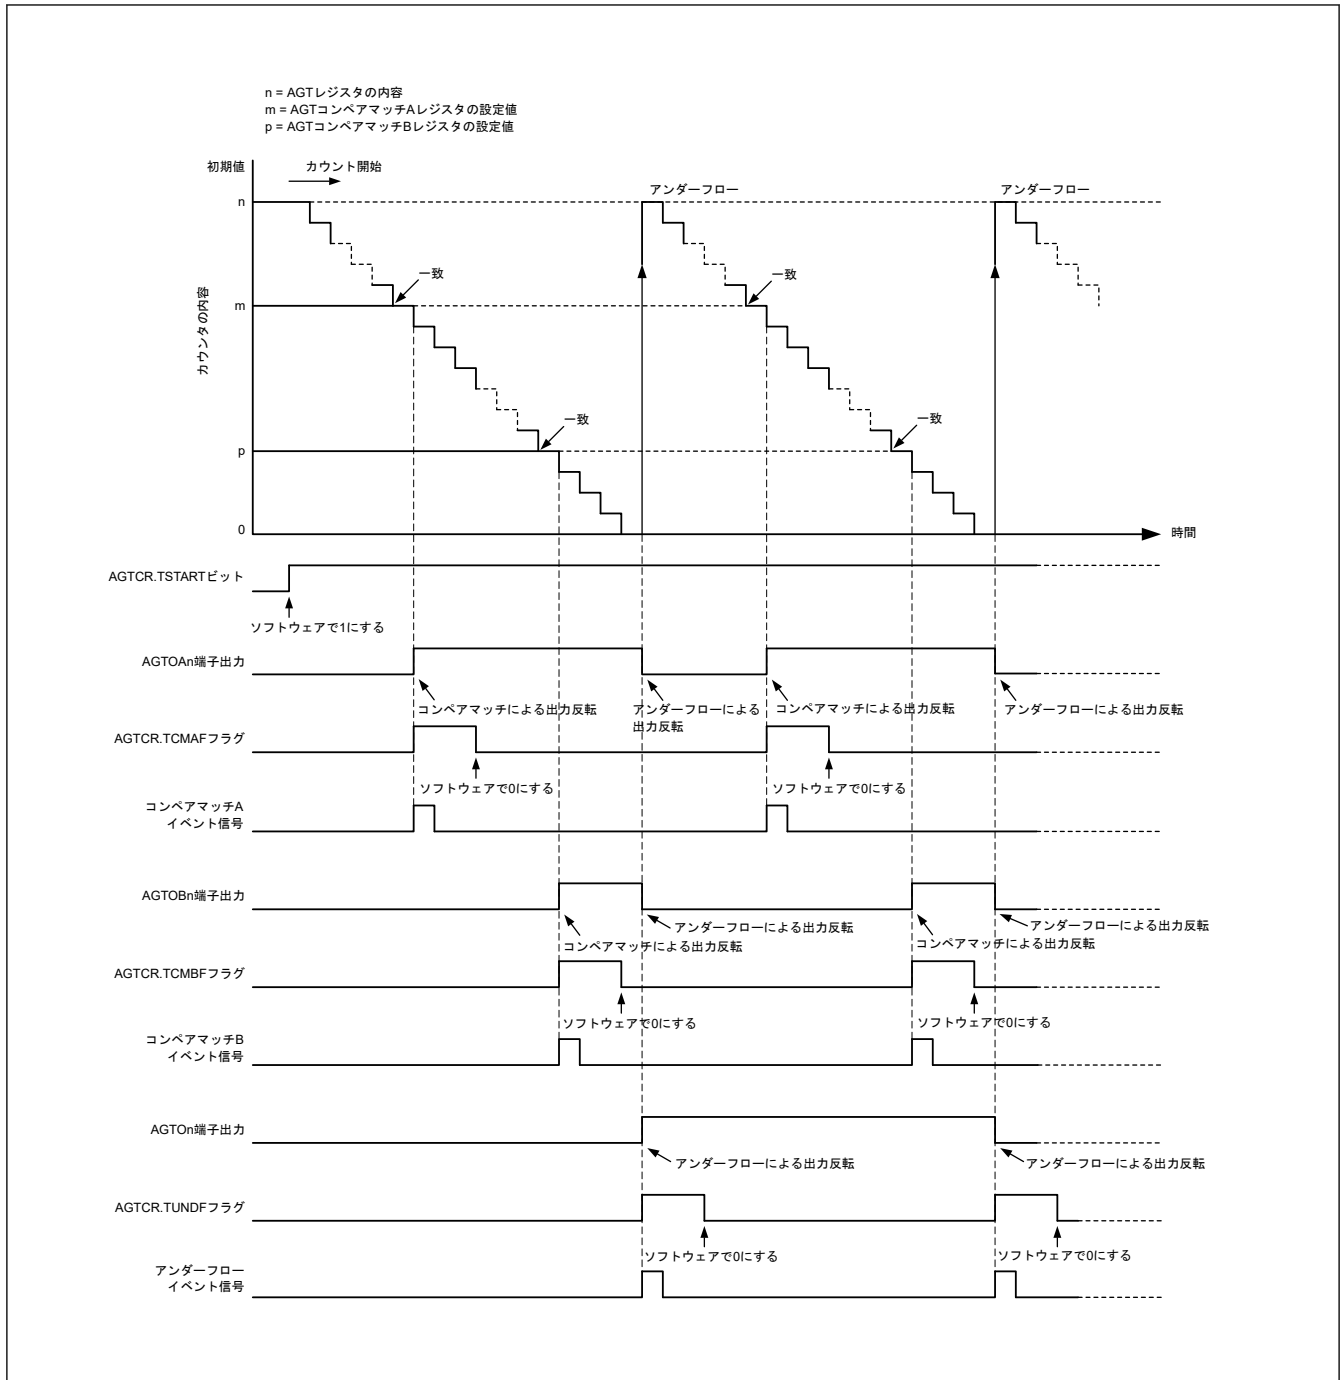 n = AGTレジスタの内容
m = AGTコンペアマッチAレジスタの設定値
p = AGTコンペアマッチBレジスタの設定値
初期値
カウント開始
アンダーフロー
アンダーフロー
n
一致
一致
m
カウンタの内容
一致
一致
p
0
時間
AGTCR.TSTARTビット
ソフトウェアで1にする
AGTOAn端子出力
コンペアマッチによる出力反転
アンダーフローによる
出力反転
コンペアマッチによる出力反転
アンダーフローによる出力反転
AGTCR.TCMAFフラグ
ソフトウェアで0にする
ソフトウェアで0にする
コンペアマッチA
イベント信号
AGTOBn端子出力
アンダーフローによる出力反転
アンダーフローによる出力反転
コンペアマッチによる出力反転
コンペアマッチによる出力反転
AGTCR.TCMBFフラグ
ソフトウェアで0にする
ソフトウェアで0にする
コンペアマッチB
イベント信号
AGTOn端子出力
アンダーフローによる出力反転
アンダーフローによる出力反転
AGTCR.TUNDFフラグ
ソフトウェアで0にする
ソフトウェアで0にする
アンダーフロー
イベント信号